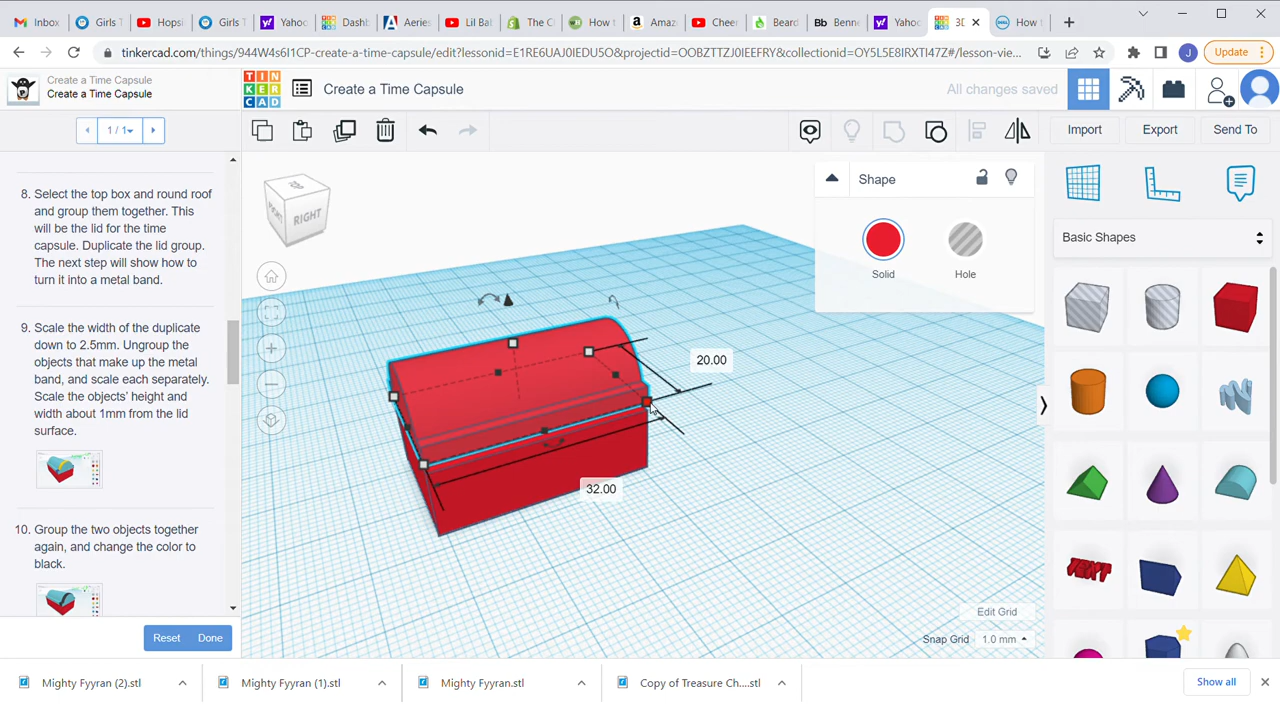 Inbox
Girls T
Hopsi
Girls T
Yahoo
Dashb
Aeries
Lil Bab
The C
How t
Amaz
Cheer
Beard
Bb Benne
Yahoo
3D
How t
tinkercad.com/things/944W4s6I1CP-create-a-time-capsule/edit?lessonid=E1RE6UAJ0IEDU5O&projectid=OOBZTTZJ0IEEFRY&collectionid=OY5L5E8IRXTI47Z#/lesson-view...
J
Update
Create a Time Capsule
Create a Time Capsule
TIN
KER
CAD
Create a Time Capsule
All changes saved
1 / 1
Import
Export
Send To
8. Select the top box and round roof
and group them together. This
will be the lid for the time
capsule. Duplicate the lid group.
The next step will show how to
turn it into a metal band.
9. Scale the width of the duplicate
down to 2.5mm. Ungroup the
objects that make up the metal
band, and scale each separately.
Scale the objects' height and
width about 1mm from the lid
surface.
10. Group the two objects together
again, and change the color to
black.
Reset
Done
RIGHT
20.00
32.00
Shape
Solid
Hole
Basic Shapes
TEXT
Edit Grid
Snap Grid
1.0 mm
Mighty Fyyran (2).stl
Mighty Fyyran (1).stl
Mighty Fyyran.stl
Copy of Treasure Ch....stl
Show all